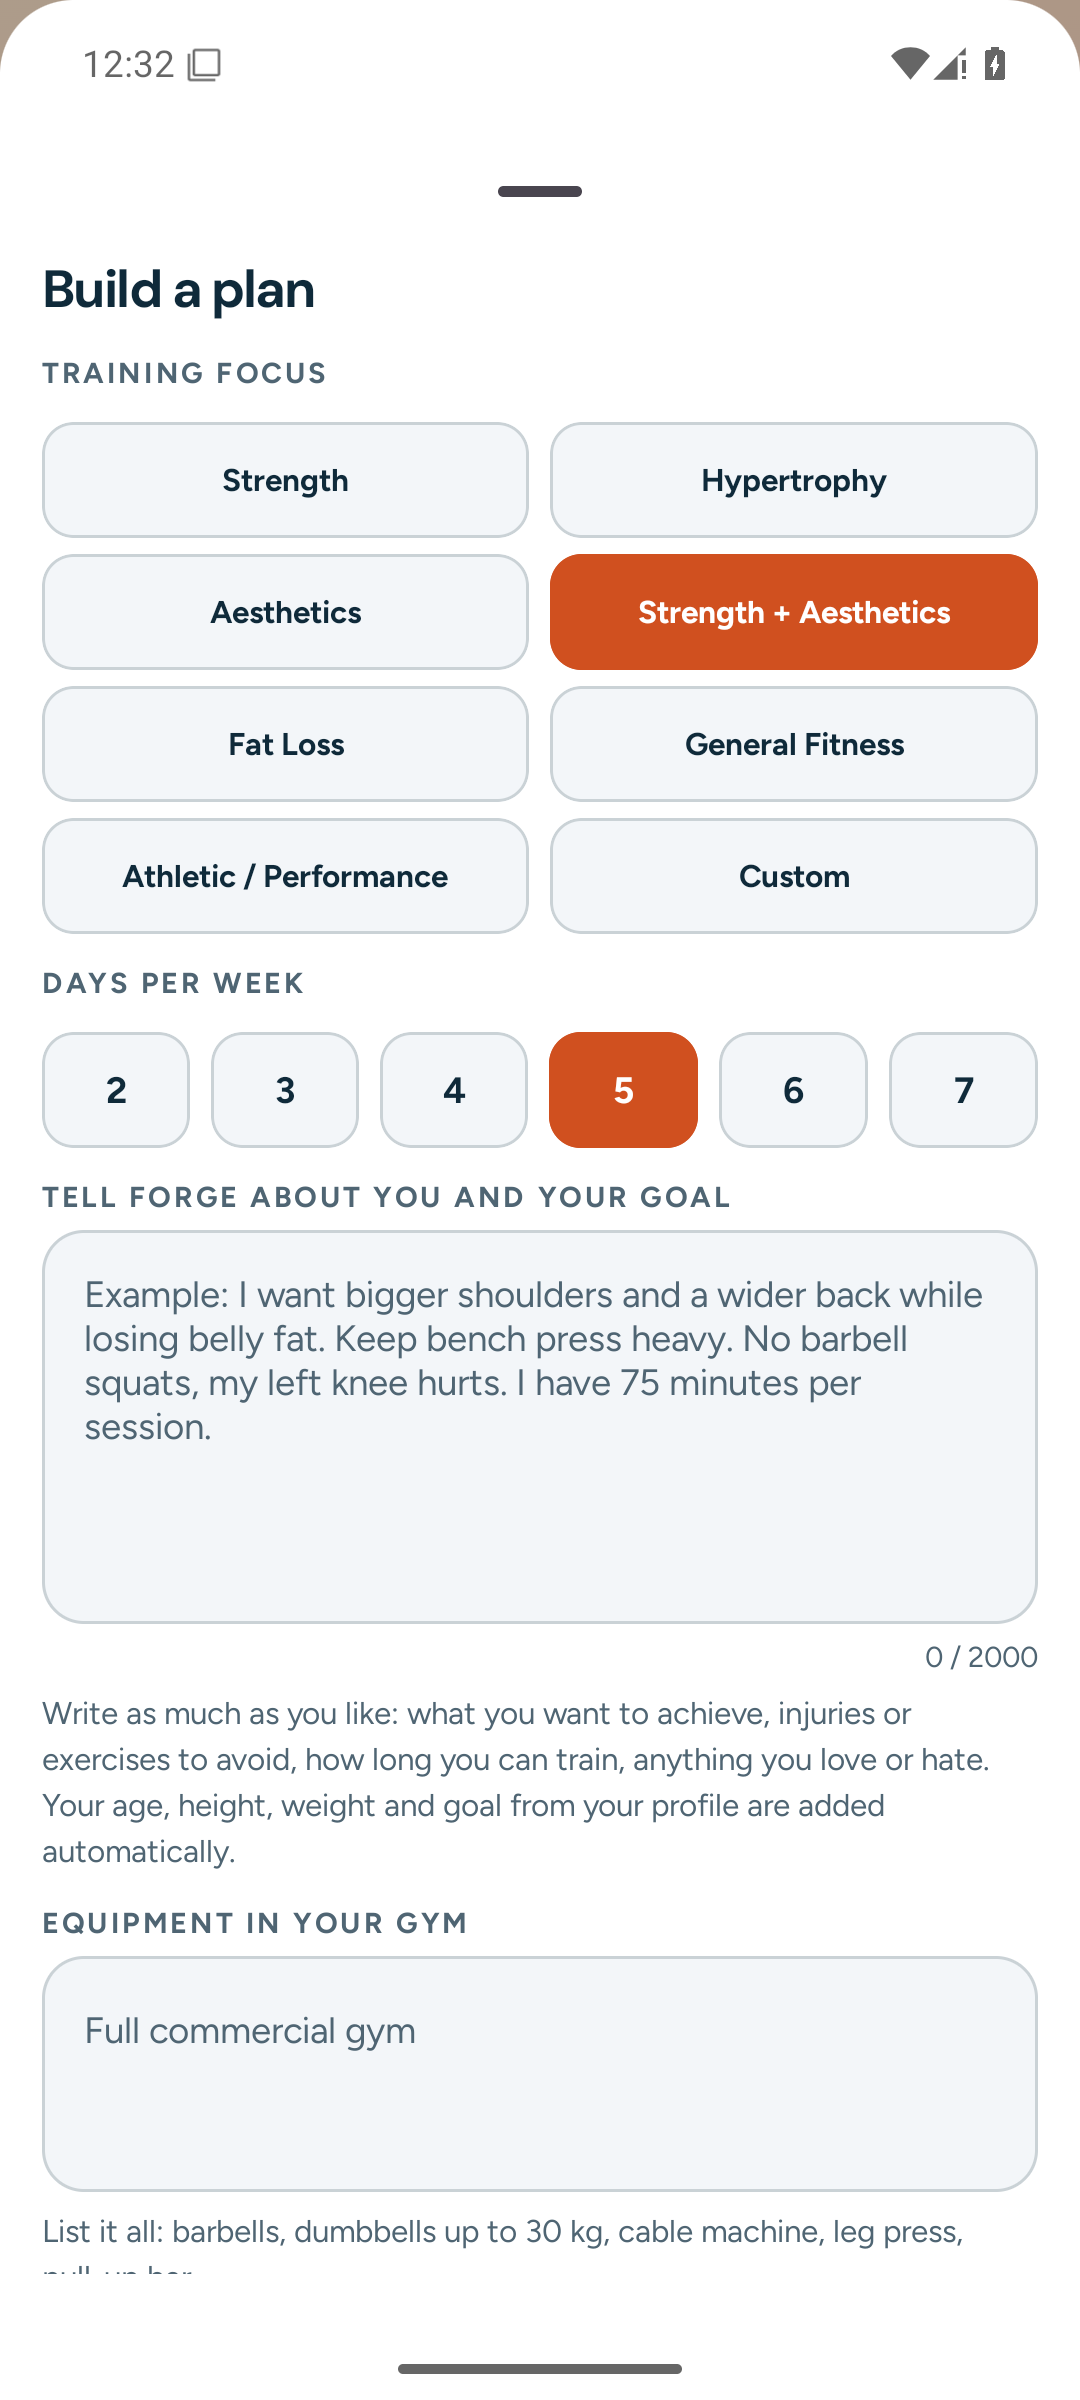 12:32
Build a plan
TRAINING FOCUS
Strength
Hypertrophy
Aesthetics
Strength + Aesthetics
Fat Loss
General Fitness
Athletic / Performance
Custom
DAYS PER WEEK
2
3
4
5
6
7
TELL FORGE ABOUT YOU AND YOUR GOAL
Example: I want bigger shoulders and a wider back while
losing belly fat. Keep bench press heavy. No barbell
squats, my left knee hurts. I have 75 minutes per
session.
0 / 2000
Write as much as you like: what you want to achieve, injuries or
exercises to avoid, how long you can train, anything you love or hate.
Your age, height, weight and goal from your profile are added
automatically.
EQUIPMENT IN YOUR GYM
Full commercial gym
List it all: barbells, dumbbells up to 30 kg, cable machine, leg press,